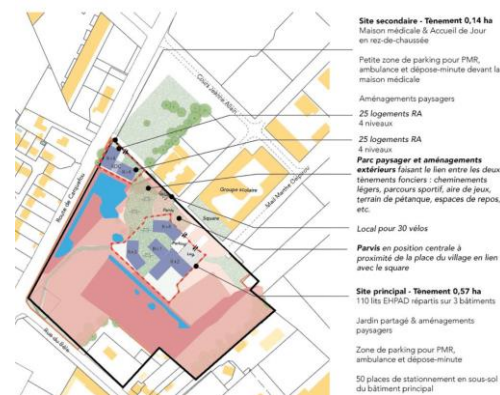 Site secondaire - Tènement 0,14 ha
Maison médicale & Accueil de Jour
en rez-de-chaussée
Petite zone de parking pour PMR,
ambulance et dépose-minute devant la
maison médicale
Aménagements paysagers
25 logements RA
4 niveaux
25 logements RA
4 niveaux
Parc paysager et aménagements
extérieurs faisant le lien entre les deux
tènements fonciers : cheminements
légers, parcours sportif, aire de jeux,
terrain de pétanque, espaces de repos,
etc.
Local pour 30 vélos
Parvis en position centrale à
proximité de la place du village en lien
avec le square
Site principal - Tènement 0,57 ha
110 lits EHPAD répartis sur 3 bâtiments
Jardin partagé & aménagements
paysagers
Zone de parking pour PMR,
ambulance et dépose-minute
50 places de stationnement en sous-sol
du bâtiment principal
Route de Carquefou
Groupe scolaire
Square
Parvis